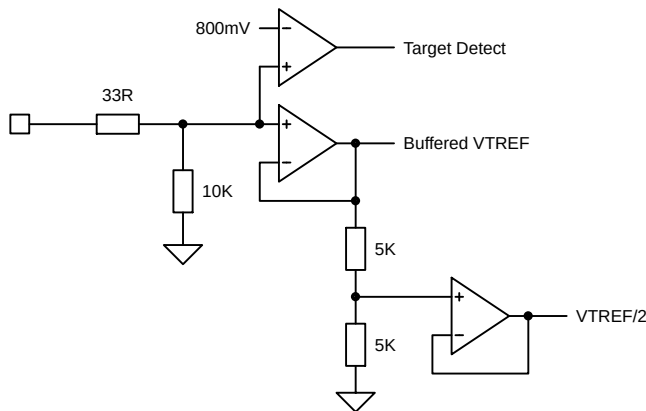 800mV
−
+
Target Detect
33R
+
−
Buffered VTREF
10K
5K
+
−
VTREF/2
5K